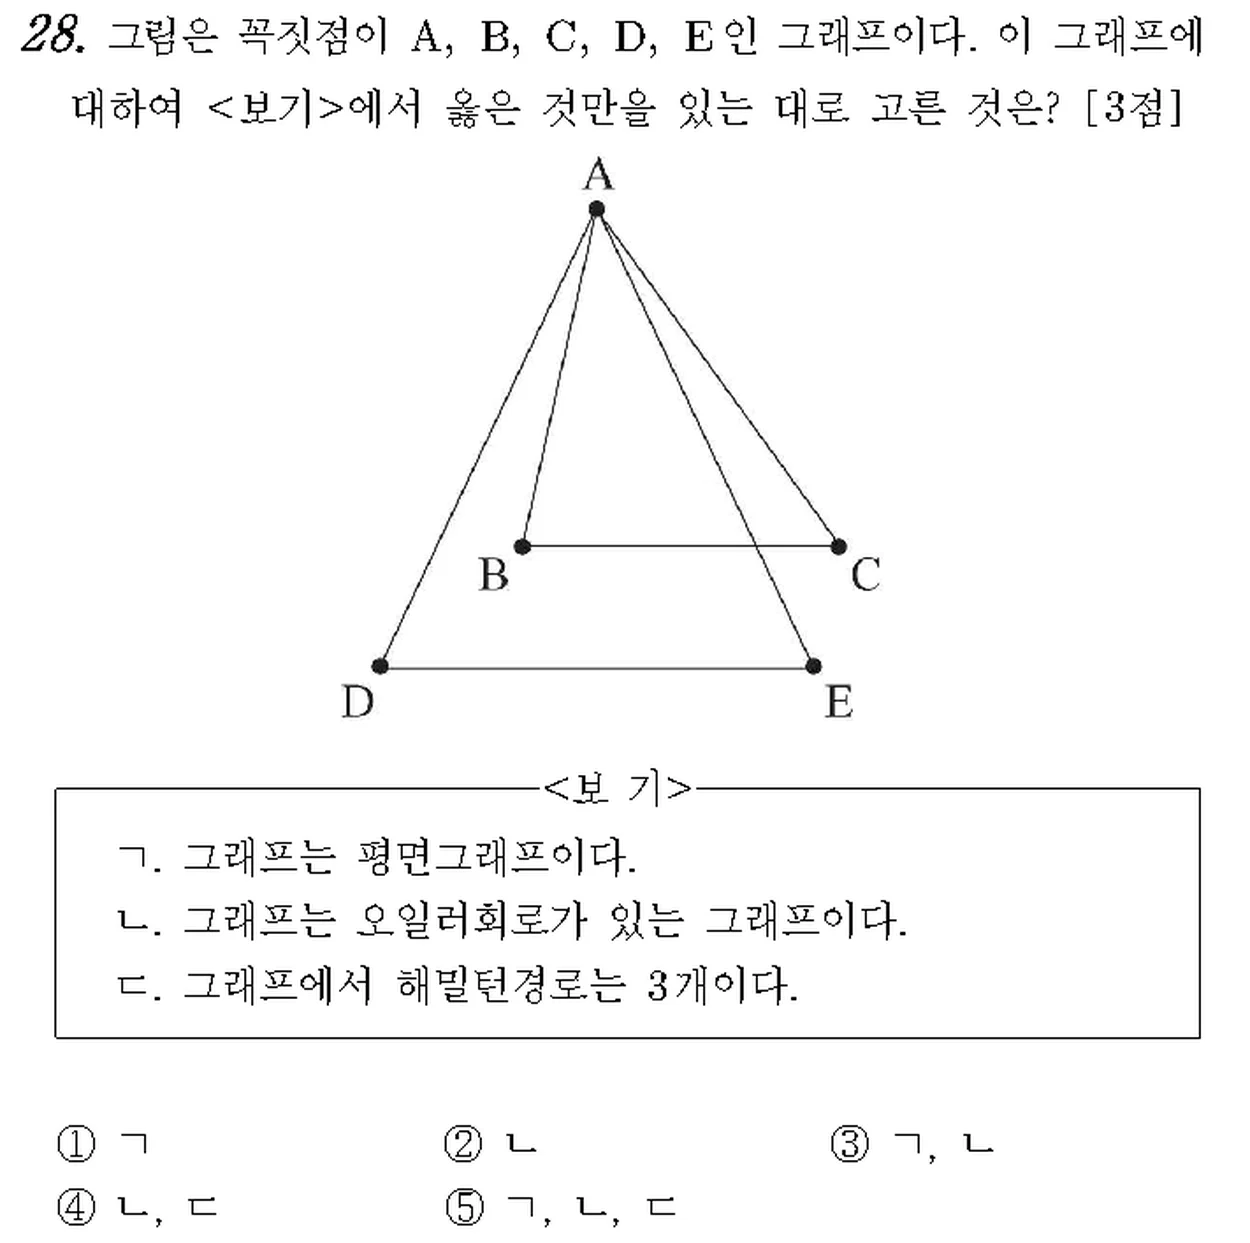 28. 그림은 꼭짓점이 A, B, C, D, E인 그래프이다. 이 그래프에
대하여 <보기>에서 옳은 것만을 있는 대로 고른 것은? [3점]
A
B
C
D
E
<보 기>
ㄱ. 그래프는 평면그래프이다.
ㄴ. 그래프는 오일러회로가 있는 그래프이다.
ㄷ. 그래프에서 해밀턴경로는 3개이다.
① ㄱ ② ㄴ ③ ㄱ, ㄴ
④ ㄴ, ㄷ ⑤ ㄱ, ㄴ, ㄷ